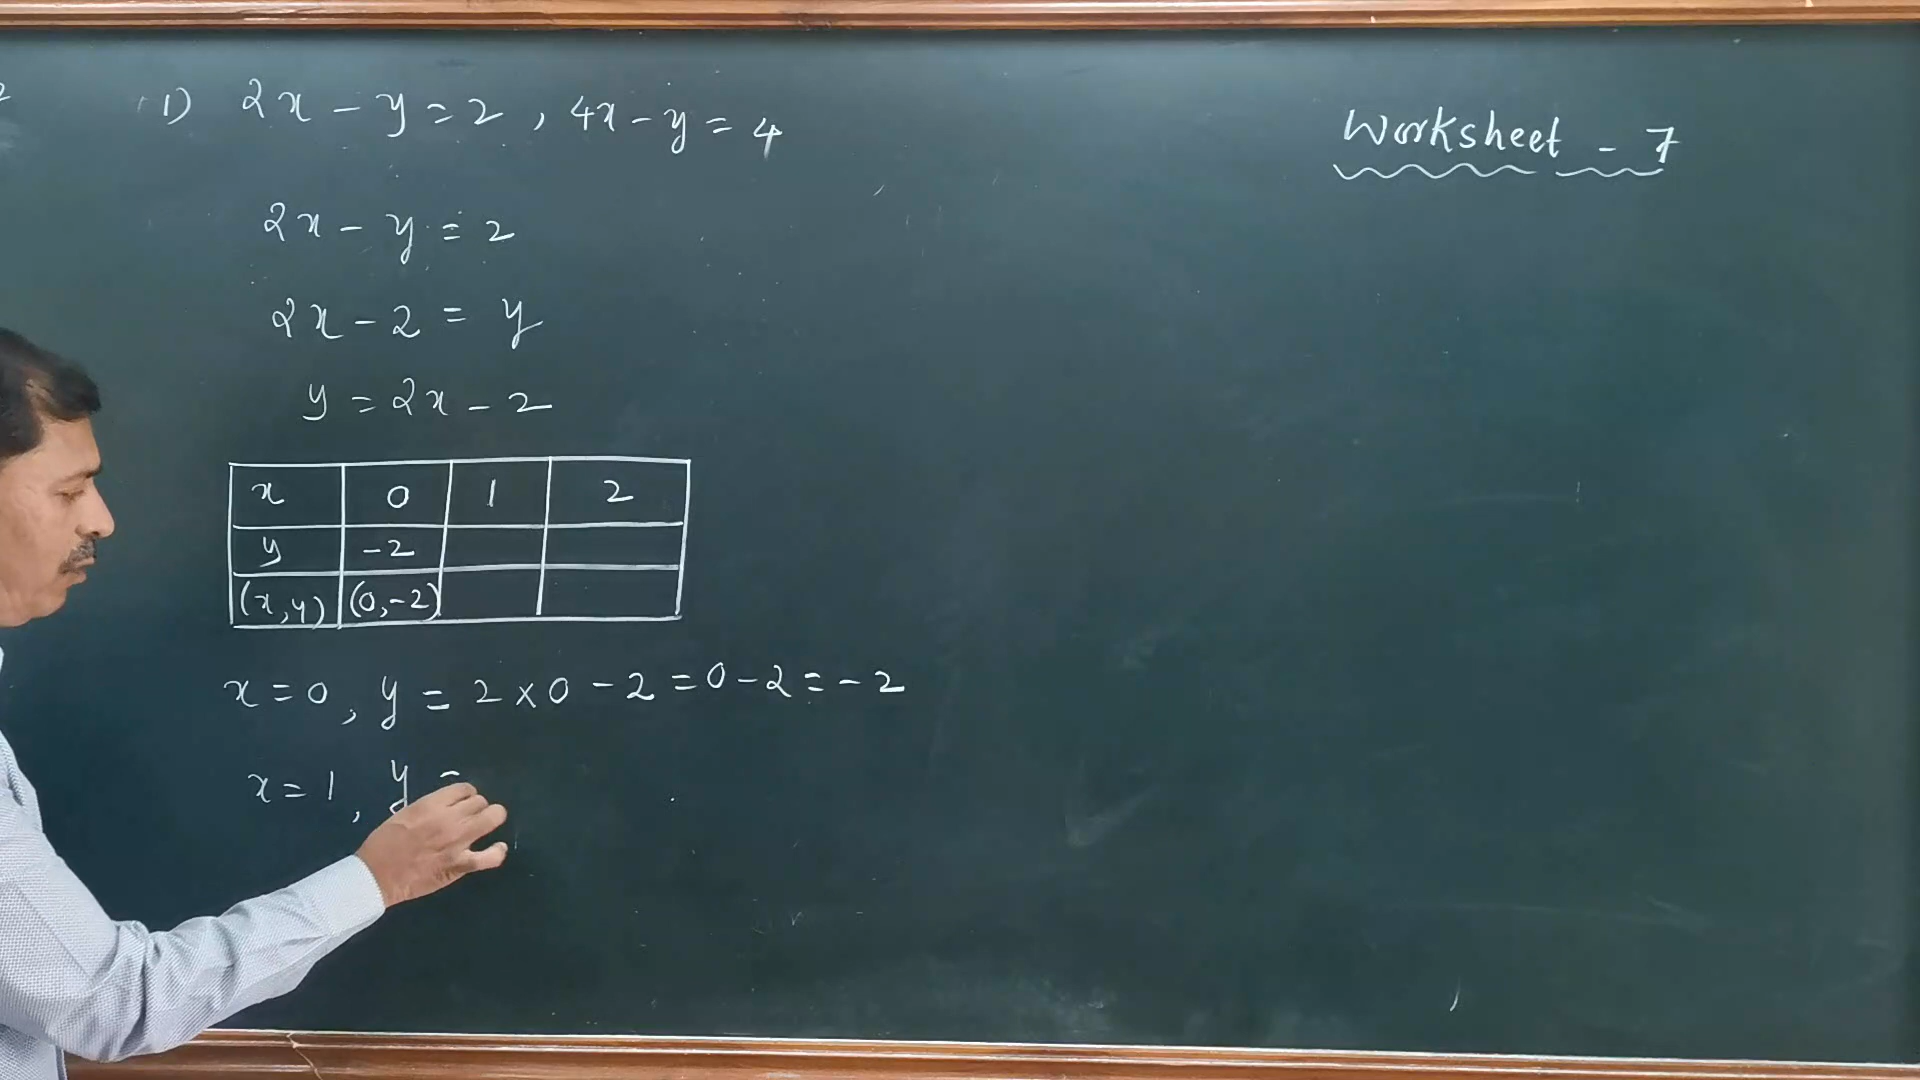 1) 2x - y = 2 , 4x - y = 4
Worksheet - 7
2x - y = 2
2x - 2 = y
y = 2x - 2
x 0 1 2
y -2
(x,y) (0,-2)
x = 0 , y = 2 × 0 - 2 = 0 - 2 = - 2
x = 1 , y =